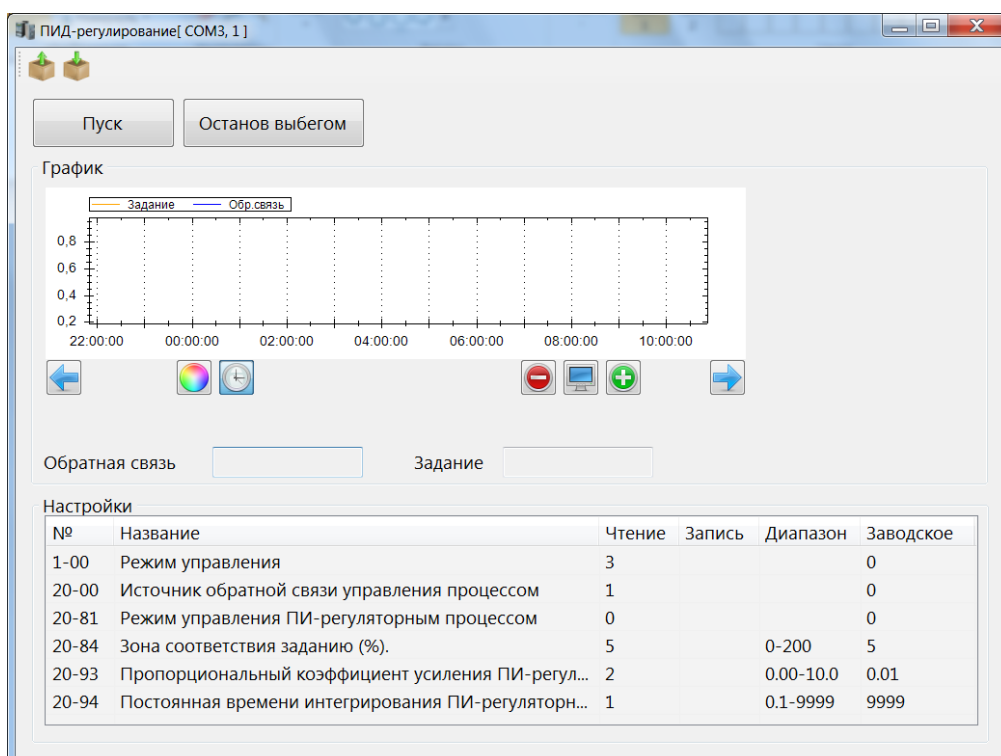 ПИД-регулирование[ COM3, 1 ]
Пуск
Останов выбегом
График
Задание
Обр.связь
0,8
0,6
0,4
0,2
22:00:00 00:00:00 02:00:00 04:00:00 06:00:00 08:00:00 10:00:00
Обратная связь
Задание
Настройки
№ Название Чтение Запись Диапазон Заводское
1-00 Режим управления 3 0
20-00 Источник обратной связи управления процессом 1 0
20-81 Режим управления ПИ-регуляторным процессом 0 0
20-84 Зона соответствия заданию (%). 5 0-200 5
20-93 Пропорциональный коэффициент усиления ПИ-регул... 2 0.00-10.0 0.01
20-94 Постоянная времени интегрирования ПИ-регуляторн... 1 0.1-9999 9999